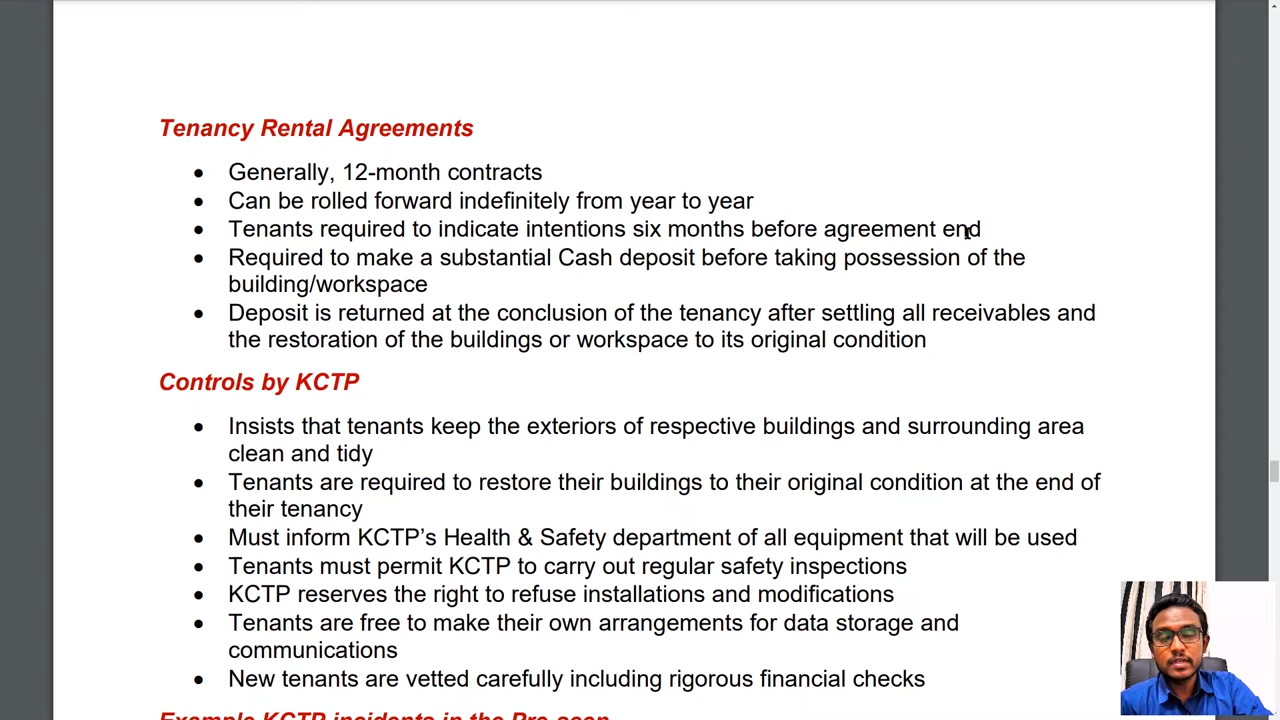 Tenancy Rental Agreements
• Generally, 12-month contracts
• Can be rolled forward indefinitely from year to year
• Tenants required to indicate intentions six months before agreement end
• Required to make a substantial Cash deposit before taking possession of the
building/workspace
• Deposit is returned at the conclusion of the tenancy after settling all receivables and
the restoration of the buildings or workspace to its original condition
Controls by KCTP
• Insists that tenants keep the exteriors of respective buildings and surrounding area
clean and tidy
• Tenants are required to restore their buildings to their original condition at the end of
their tenancy
• Must inform KCTP’s Health & Safety department of all equipment that will be used
• Tenants must permit KCTP to carry out regular safety inspections
• KCTP reserves the right to refuse installations and modifications
• Tenants are free to make their own arrangements for data storage and
communications
• New tenants are vetted carefully including rigorous financial checks
Example KCTP incidents in the Pre-seen